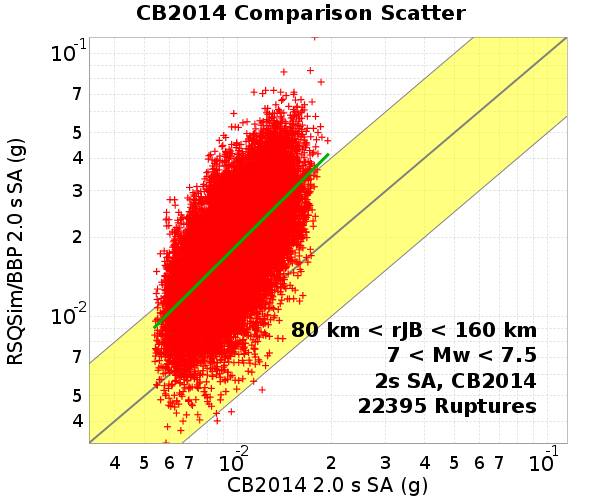 CB2014 Comparison Scatter
10-1
7
5
4
3
2
10-2
7
5
4
RSQSim/BBP 2.0 s SA (g)
80 km < rJB < 160 km
7 < Mw < 7.5
2s SA, CB2014
22395 Ruptures
4 5 6 7 10-2 2 3 4 5 6 7 10-1
CB2014 2.0 s SA (g)